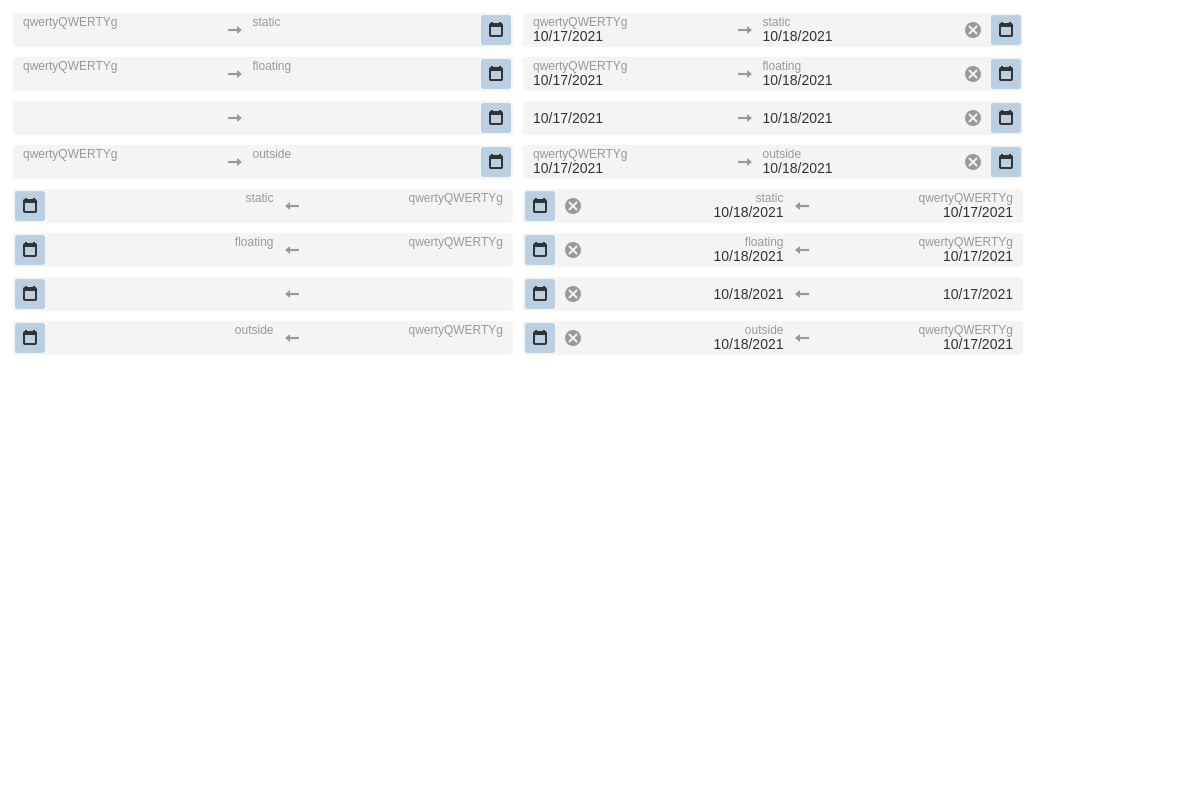 qwertyQWERTYg static qwertyQWERTYg static
10/17/2021 10/18/2021
qwertyQWERTYg floating qwertyQWERTYg floating
10/17/2021 10/18/2021
10/17/2021 10/18/2021
qwertyQWERTYg outside qwertyQWERTYg outside
10/17/2021 10/18/2021
static qwertyQWERTYg static qwertyQWERTYg
10/18/2021 10/17/2021
floating qwertyQWERTYg floating qwertyQWERTYg
10/18/2021 10/17/2021
10/18/2021 10/17/2021
outside qwertyQWERTYg outside qwertyQWERTYg
10/18/2021 10/17/2021